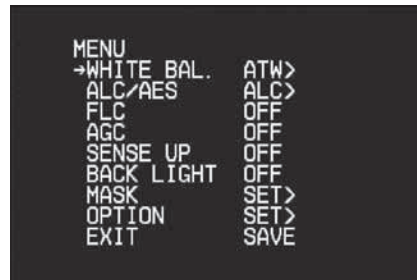 MENU
→WHITE BAL. ATW>
ALC/AES ALC>
FLC OFF
AGC OFF
SENSE UP OFF
BACK LIGHT OFF
MASK SET>
OPTION SET>
EXIT SAVE